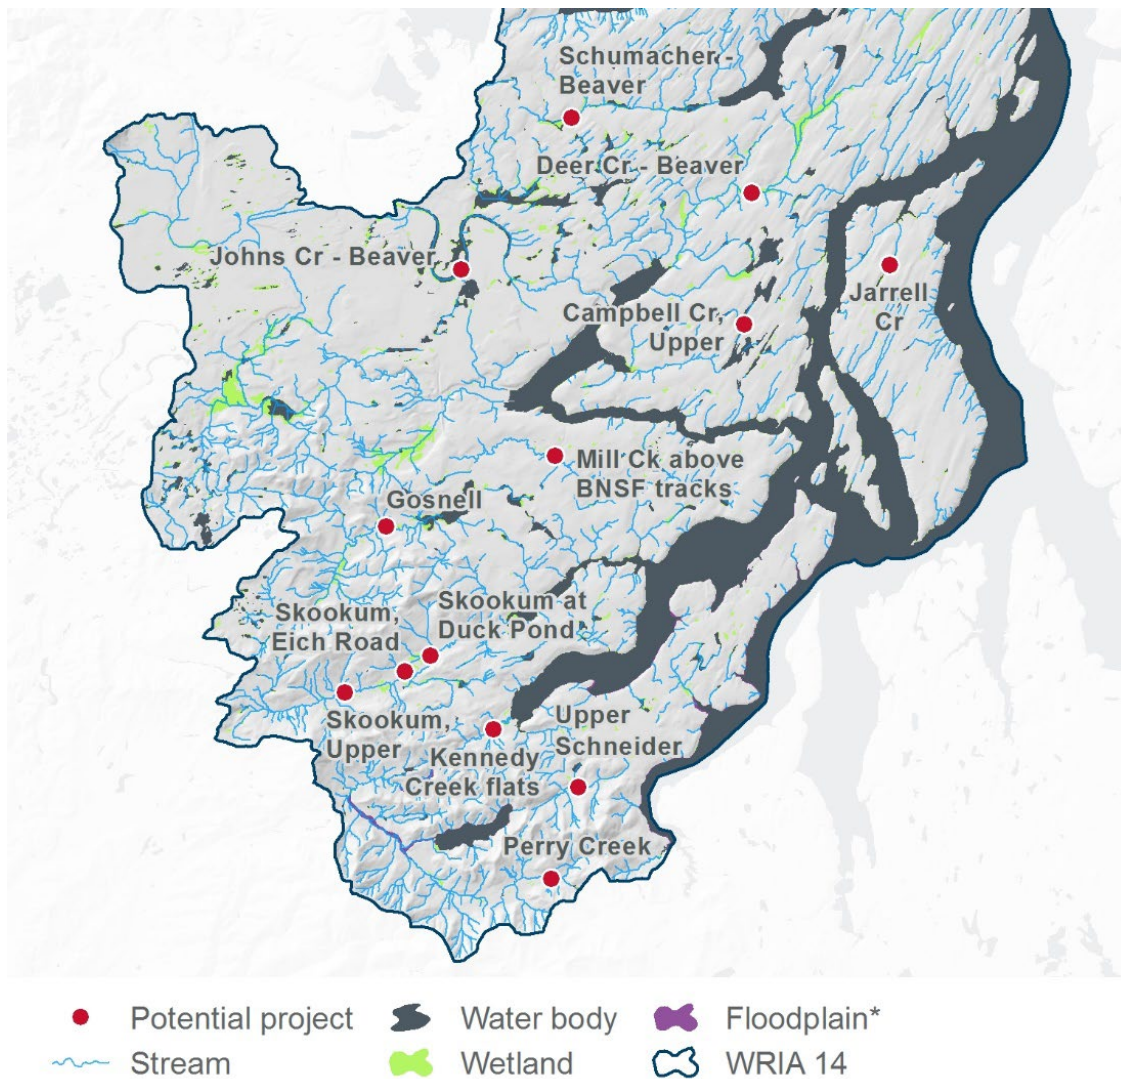 Schumacher -
Beaver
Deer Cr - Beaver
Johns Cr - Beaver
Jarrell
Cr
Campbell Cr,
Upper
Mill Ck above
BNSF tracks
Gosnell
Skookum at
Duck Pond
Skookum,
Eich Road
Skookum,
Upper
Kennedy
Creek flats
Upper
Schneider
Perry Creek
Potential project
Water body
Floodplain*
Stream
Wetland
WRIA 14